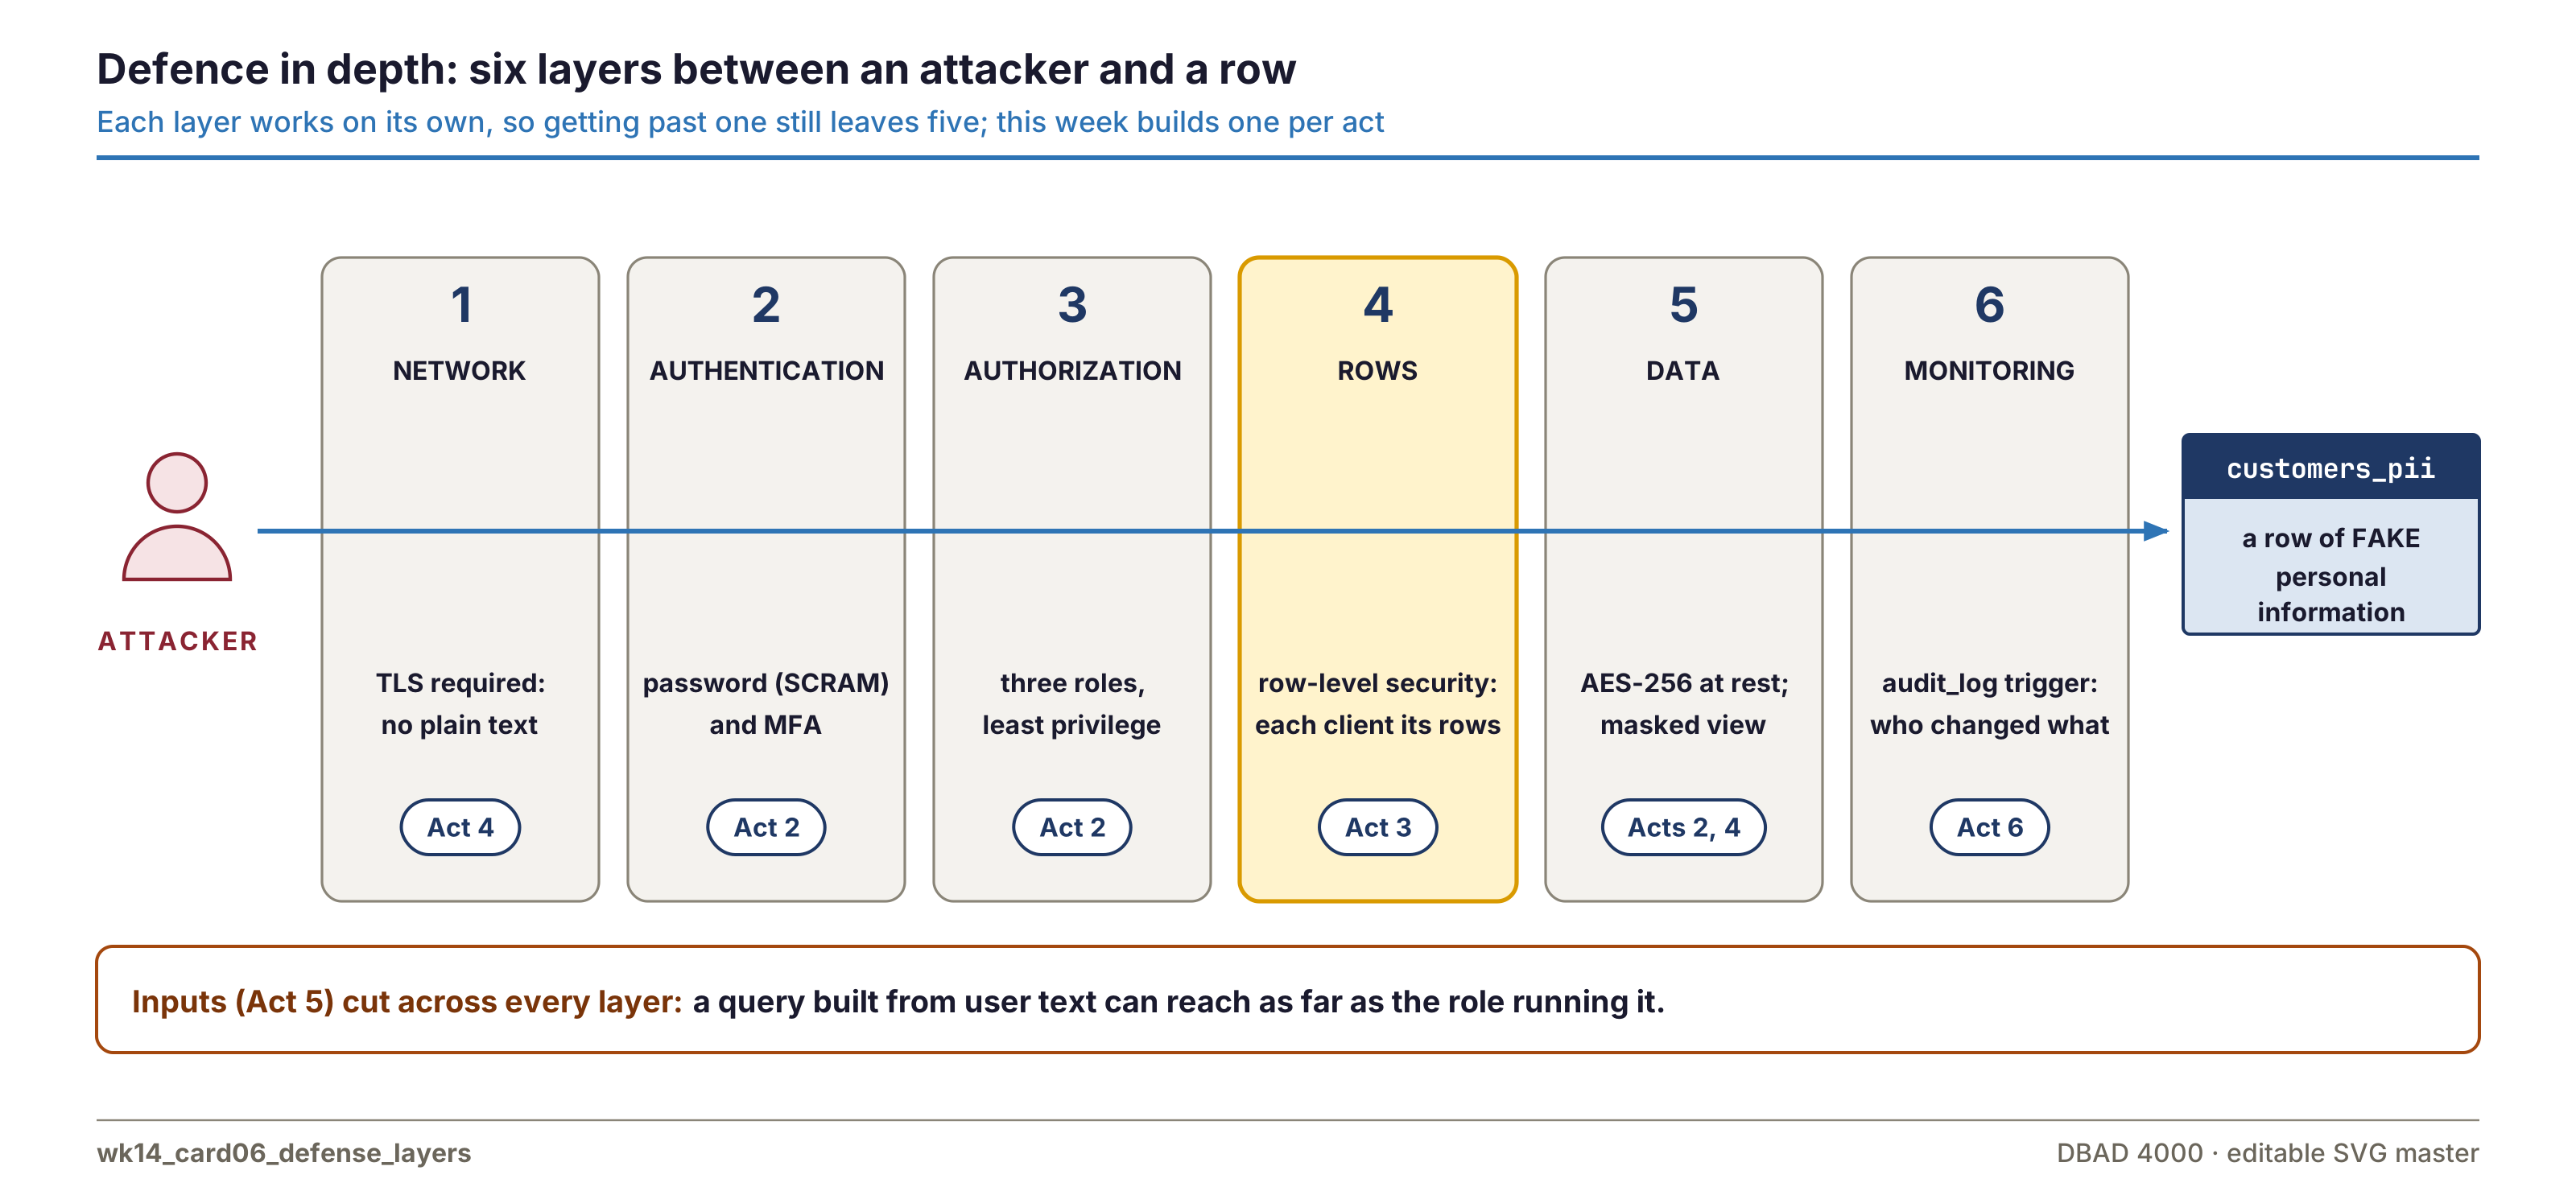 Defence in depth: six layers between an attacker and a row
Each layer works on its own, so getting past one still leaves five; this week builds one per act
ATTACKER
1
NETWORK
TLS required:
no plain text
Act 4
2
AUTHENTICATION
password (SCRAM)
and MFA
Act 2
3
AUTHORIZATION
three roles,
least privilege
Act 2
4
ROWS
row-level security:
each client its rows
Act 3
5
DATA
AES-256 at rest;
masked view
Acts 2, 4
6
MONITORING
audit_log trigger:
who changed what
Act 6
customers_pii
a row of FAKE
personal
information
Inputs (Act 5) cut across every layer: a query built from user text can reach as far as the role running it.
wk14_card06_defense_layers
DBAD 4000 · editable SVG master